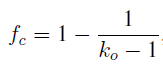 f_c = 1 - \frac{1}{k_o - 1},